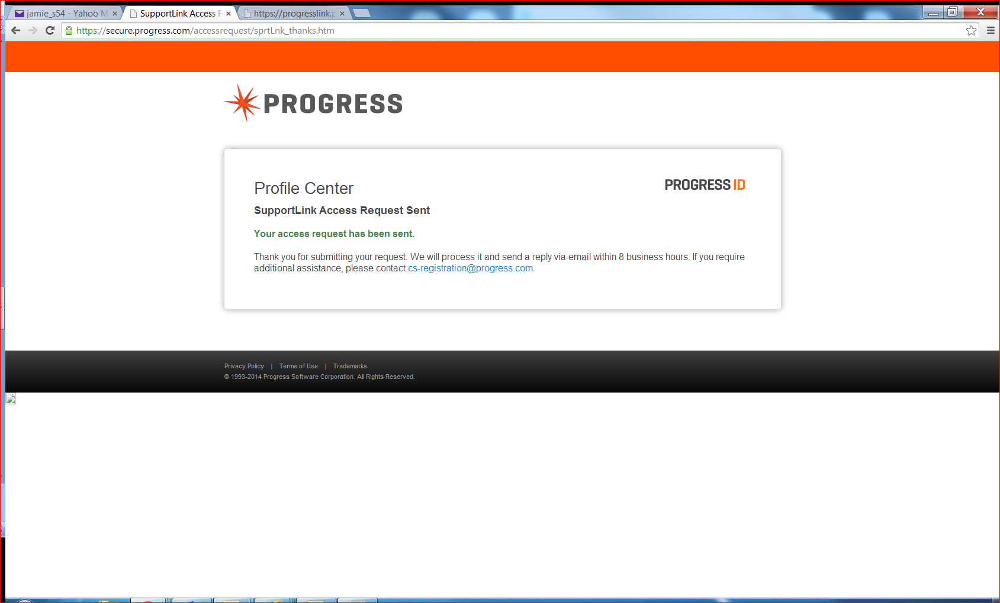 jamie_s54 - Yahoo M
SupportLink Access R
https://progresslink.p
https://secure.progress.com/accessrequest/sprtLnk_thanks.htm
PROGRESS
Profile Center
PROGRESS ID
SupportLink Access Request Sent
Your access request has been sent.
Thank you for submitting your request. We will process it and send a reply via email within 8 business hours. If you require
additional assistance, please contact cs-registration@progress.com.
Privacy Policy | Terms of Use | Trademarks
© 1993-2014 Progress Software Corporation. All Rights Reserved.